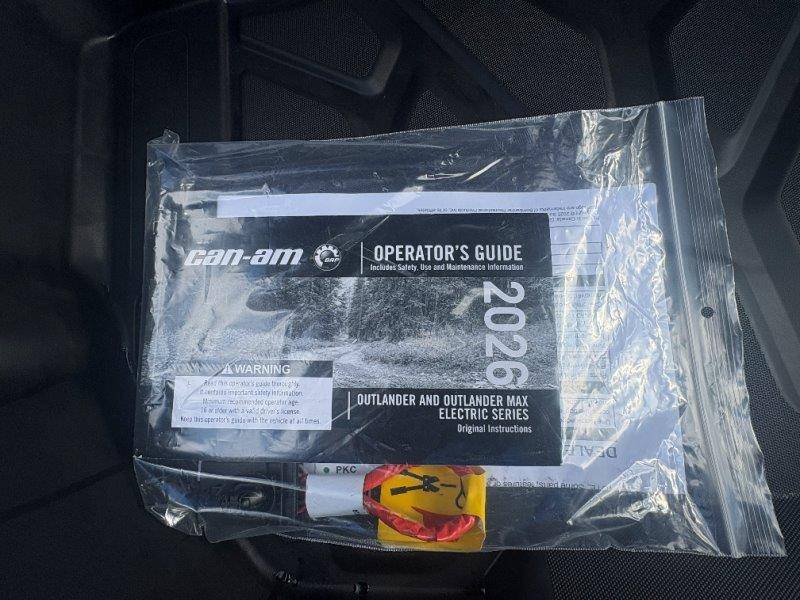 can-am
BRP
OPERATOR'S GUIDE
Includes Safety, Use and Maintenance Information
2026
WARNING
Read this operator's guide thoroughly.
It contains important safety information.
Minimum recommended operator age:
16 or older with a valid driver's license.
Keep this operator's guide with the vehicle at all times.
OUTLANDER AND OUTLANDER MAX
ELECTRIC SERIES
Original Instructions
PKC
DEALE